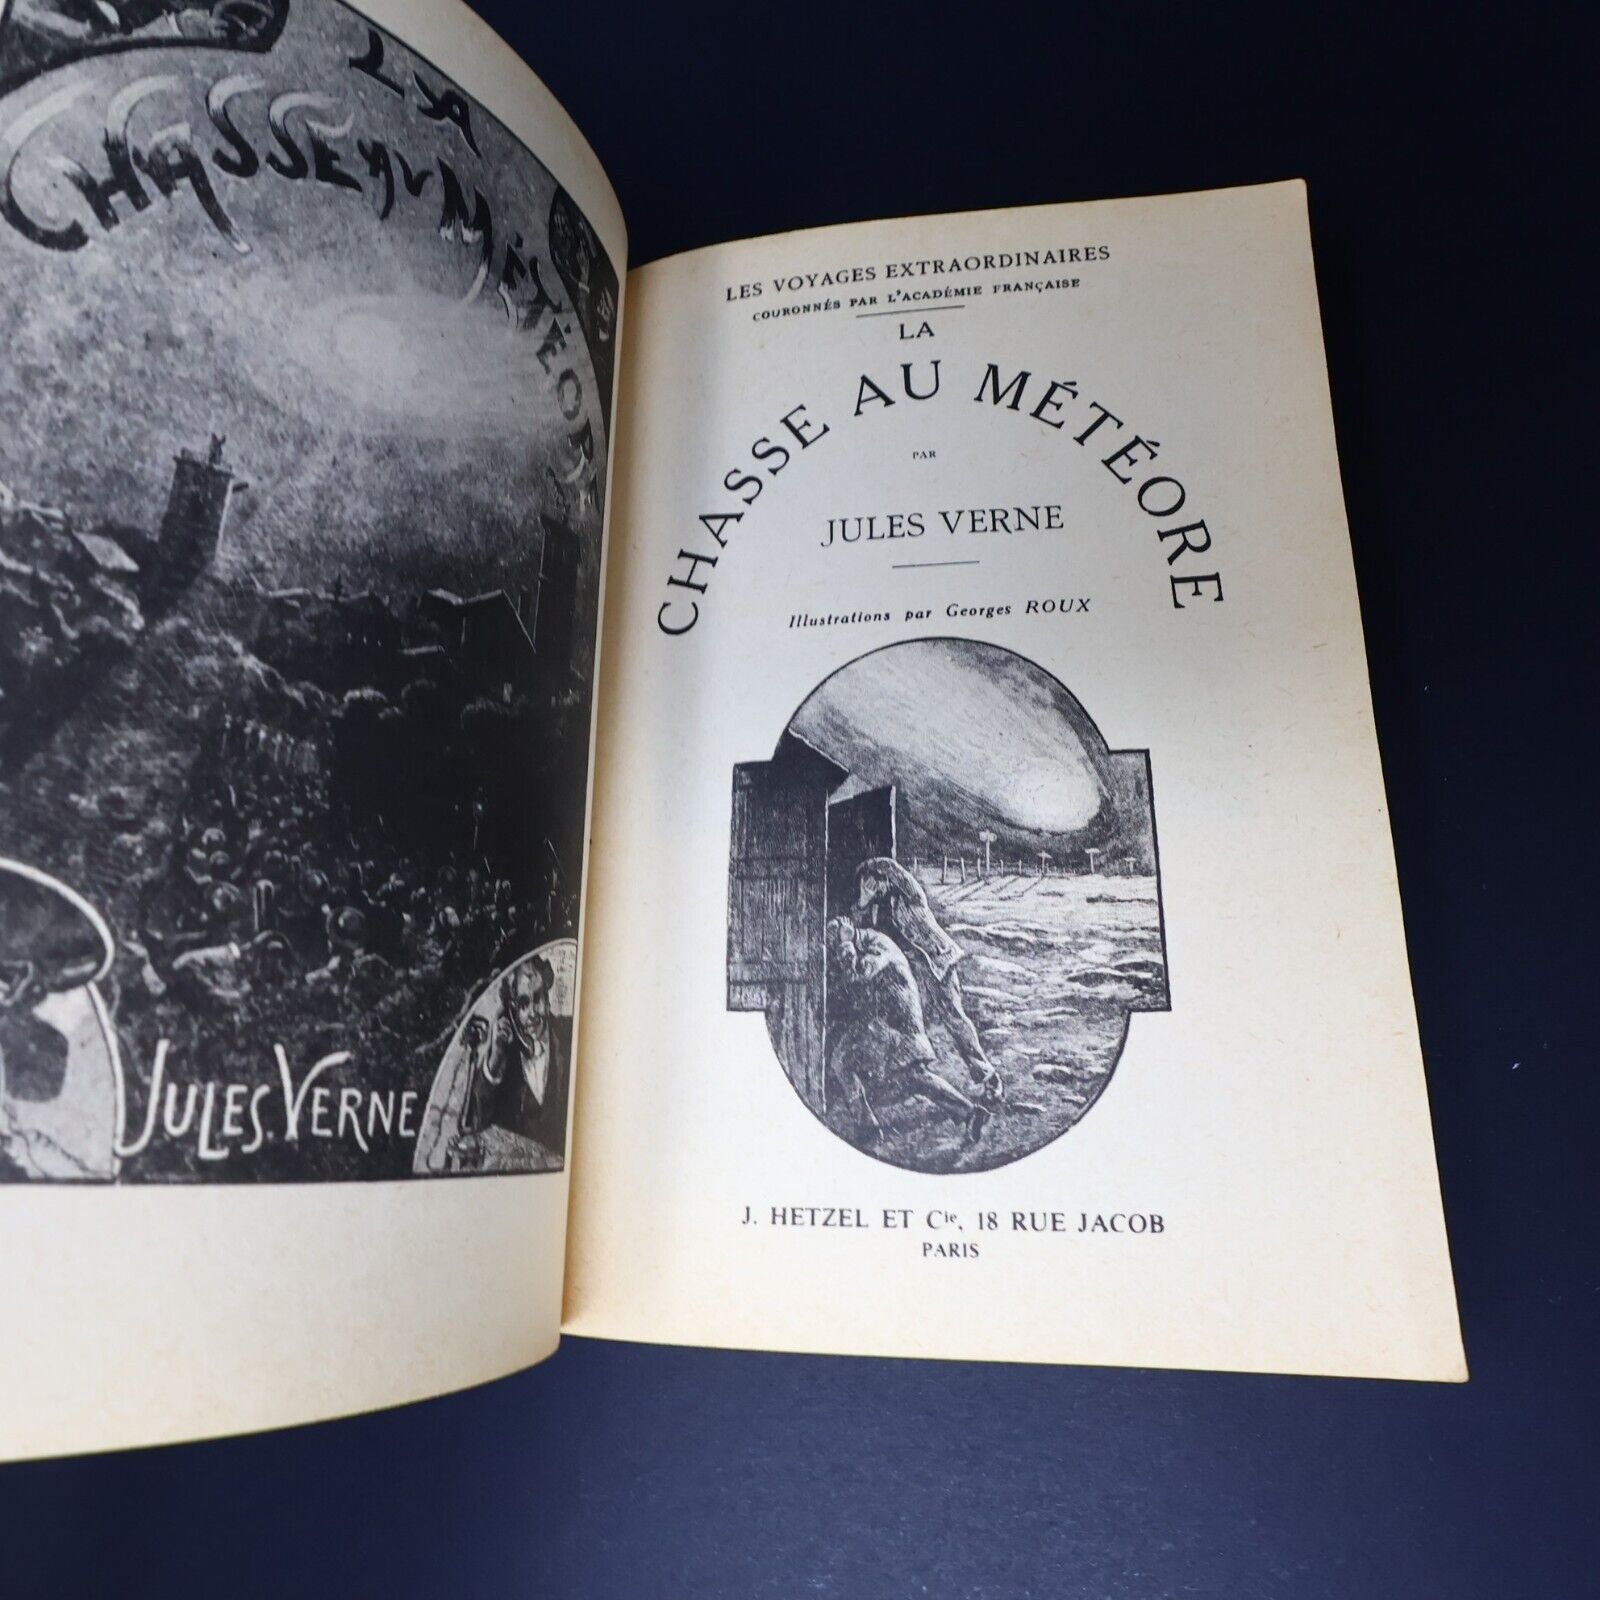 LA
CHASSE AU MÉTÉORE
JULES VERNE
LES VOYAGES EXTRAORDINAIRES
COURONNÉS PAR L'ACADÉMIE FRANÇAISE
LA
CHASSE AU MÉTÉORE
PAR
JULES VERNE
Illustrations par Georges ROUX
J. HETZEL ET Cie, 18 RUE JACOB
PARIS